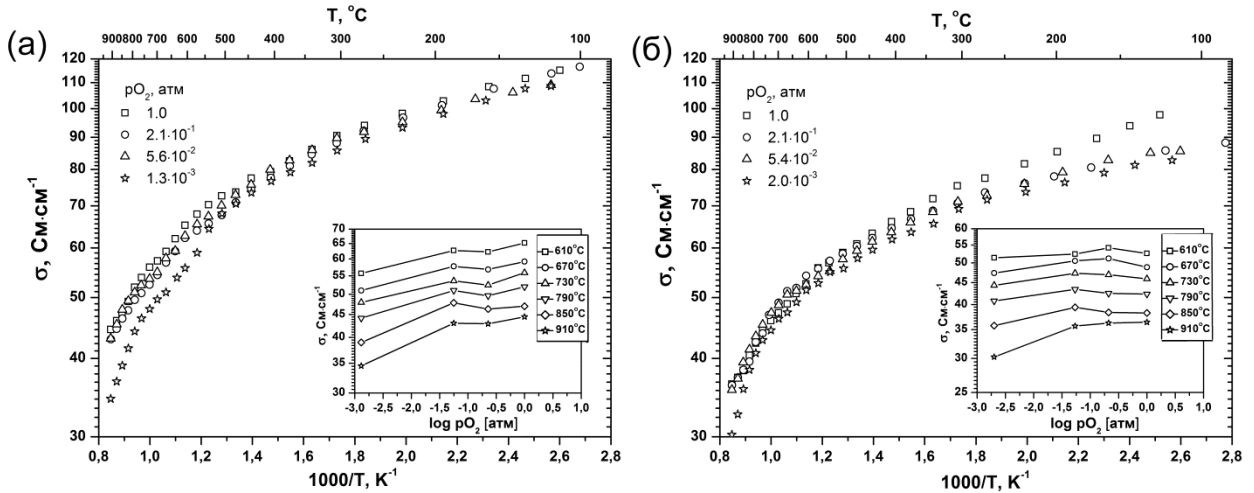 (а)
T, °C
900 800 700 600 500 400 300 200 100
σ, См·см⁻¹
120
110
100
90
80
70
60
50
40
30
pO₂, атм
1.0
2.1·10⁻¹
5.6·10⁻²
1.3·10⁻³
65
60
55
50
45
40
35
30
σ, См·см⁻¹
610°C
670°C
730°C
790°C
850°C
910°C
-3,0 -2,5 -2,0 -1,5 -1,0 -0,5 0,0 0,5 1,0
log pO₂ [атм]
0,8 1,0 1,2 1,4 1,6 1,8 2,0 2,2 2,4 2,6 2,8
1000/T, K⁻¹
(б)
T, °C
900 800 700 600 500 400 300 200 100
σ, См·см⁻¹
120
110
100
90
80
70
60
50
40
30
pO₂, атм
1.0
2.1·10⁻¹
5.4·10⁻²
2.0·10⁻³
60
55
50
45
40
35
30
25
σ, См·см⁻¹
610°C
670°C
730°C
790°C
850°C
910°C
-3,0 -2,5 -2,0 -1,5 -1,0 -0,5 0,0 0,5 1,0
log pO₂ [атм]
0,8 1,0 1,2 1,4 1,6 1,8 2,0 2,2 2,4 2,6 2,8
1000/T, K⁻¹